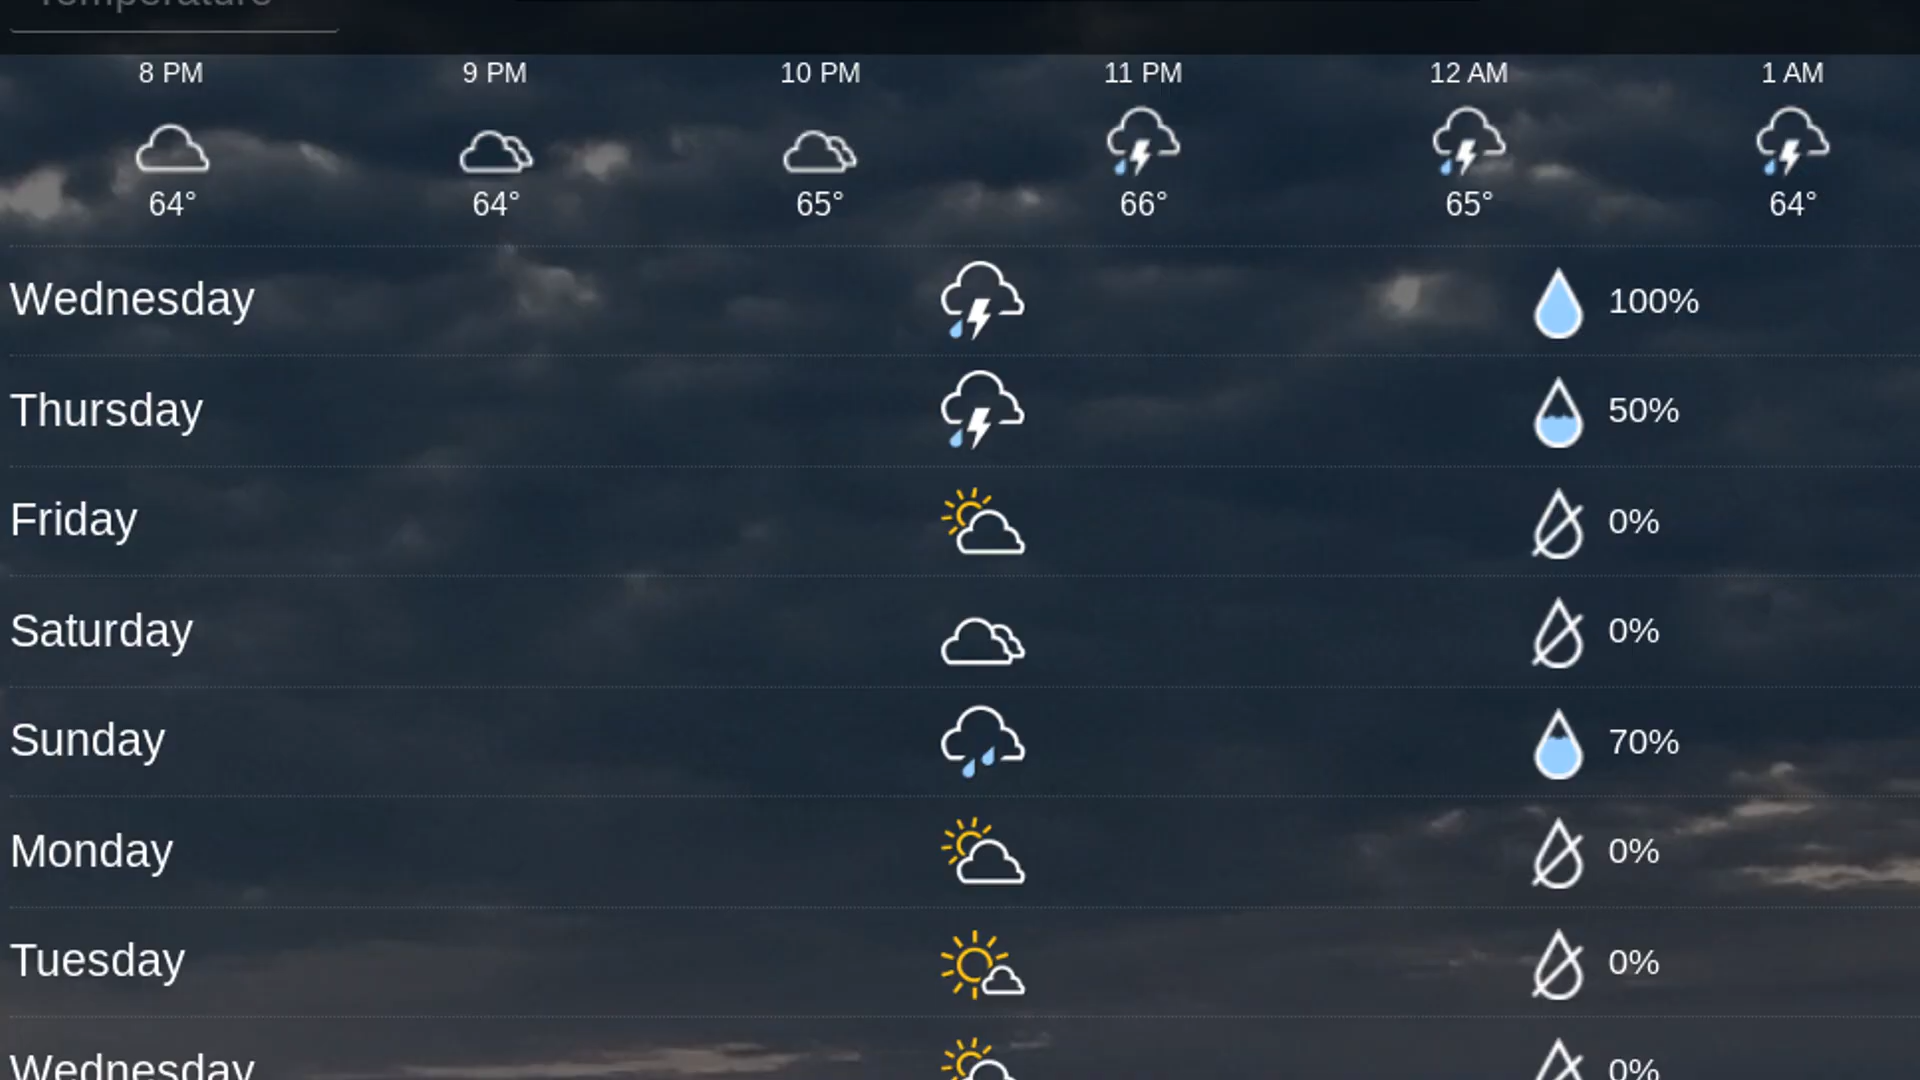 Temperature
8 PM 9 PM 10 PM 11 PM 12 AM 1 AM
64° 64° 65° 66° 65° 64°
Wednesday 100%
Thursday 50%
Friday 0%
Saturday 0%
Sunday 70%
Monday 0%
Tuesday 0%
Wednesday 0%